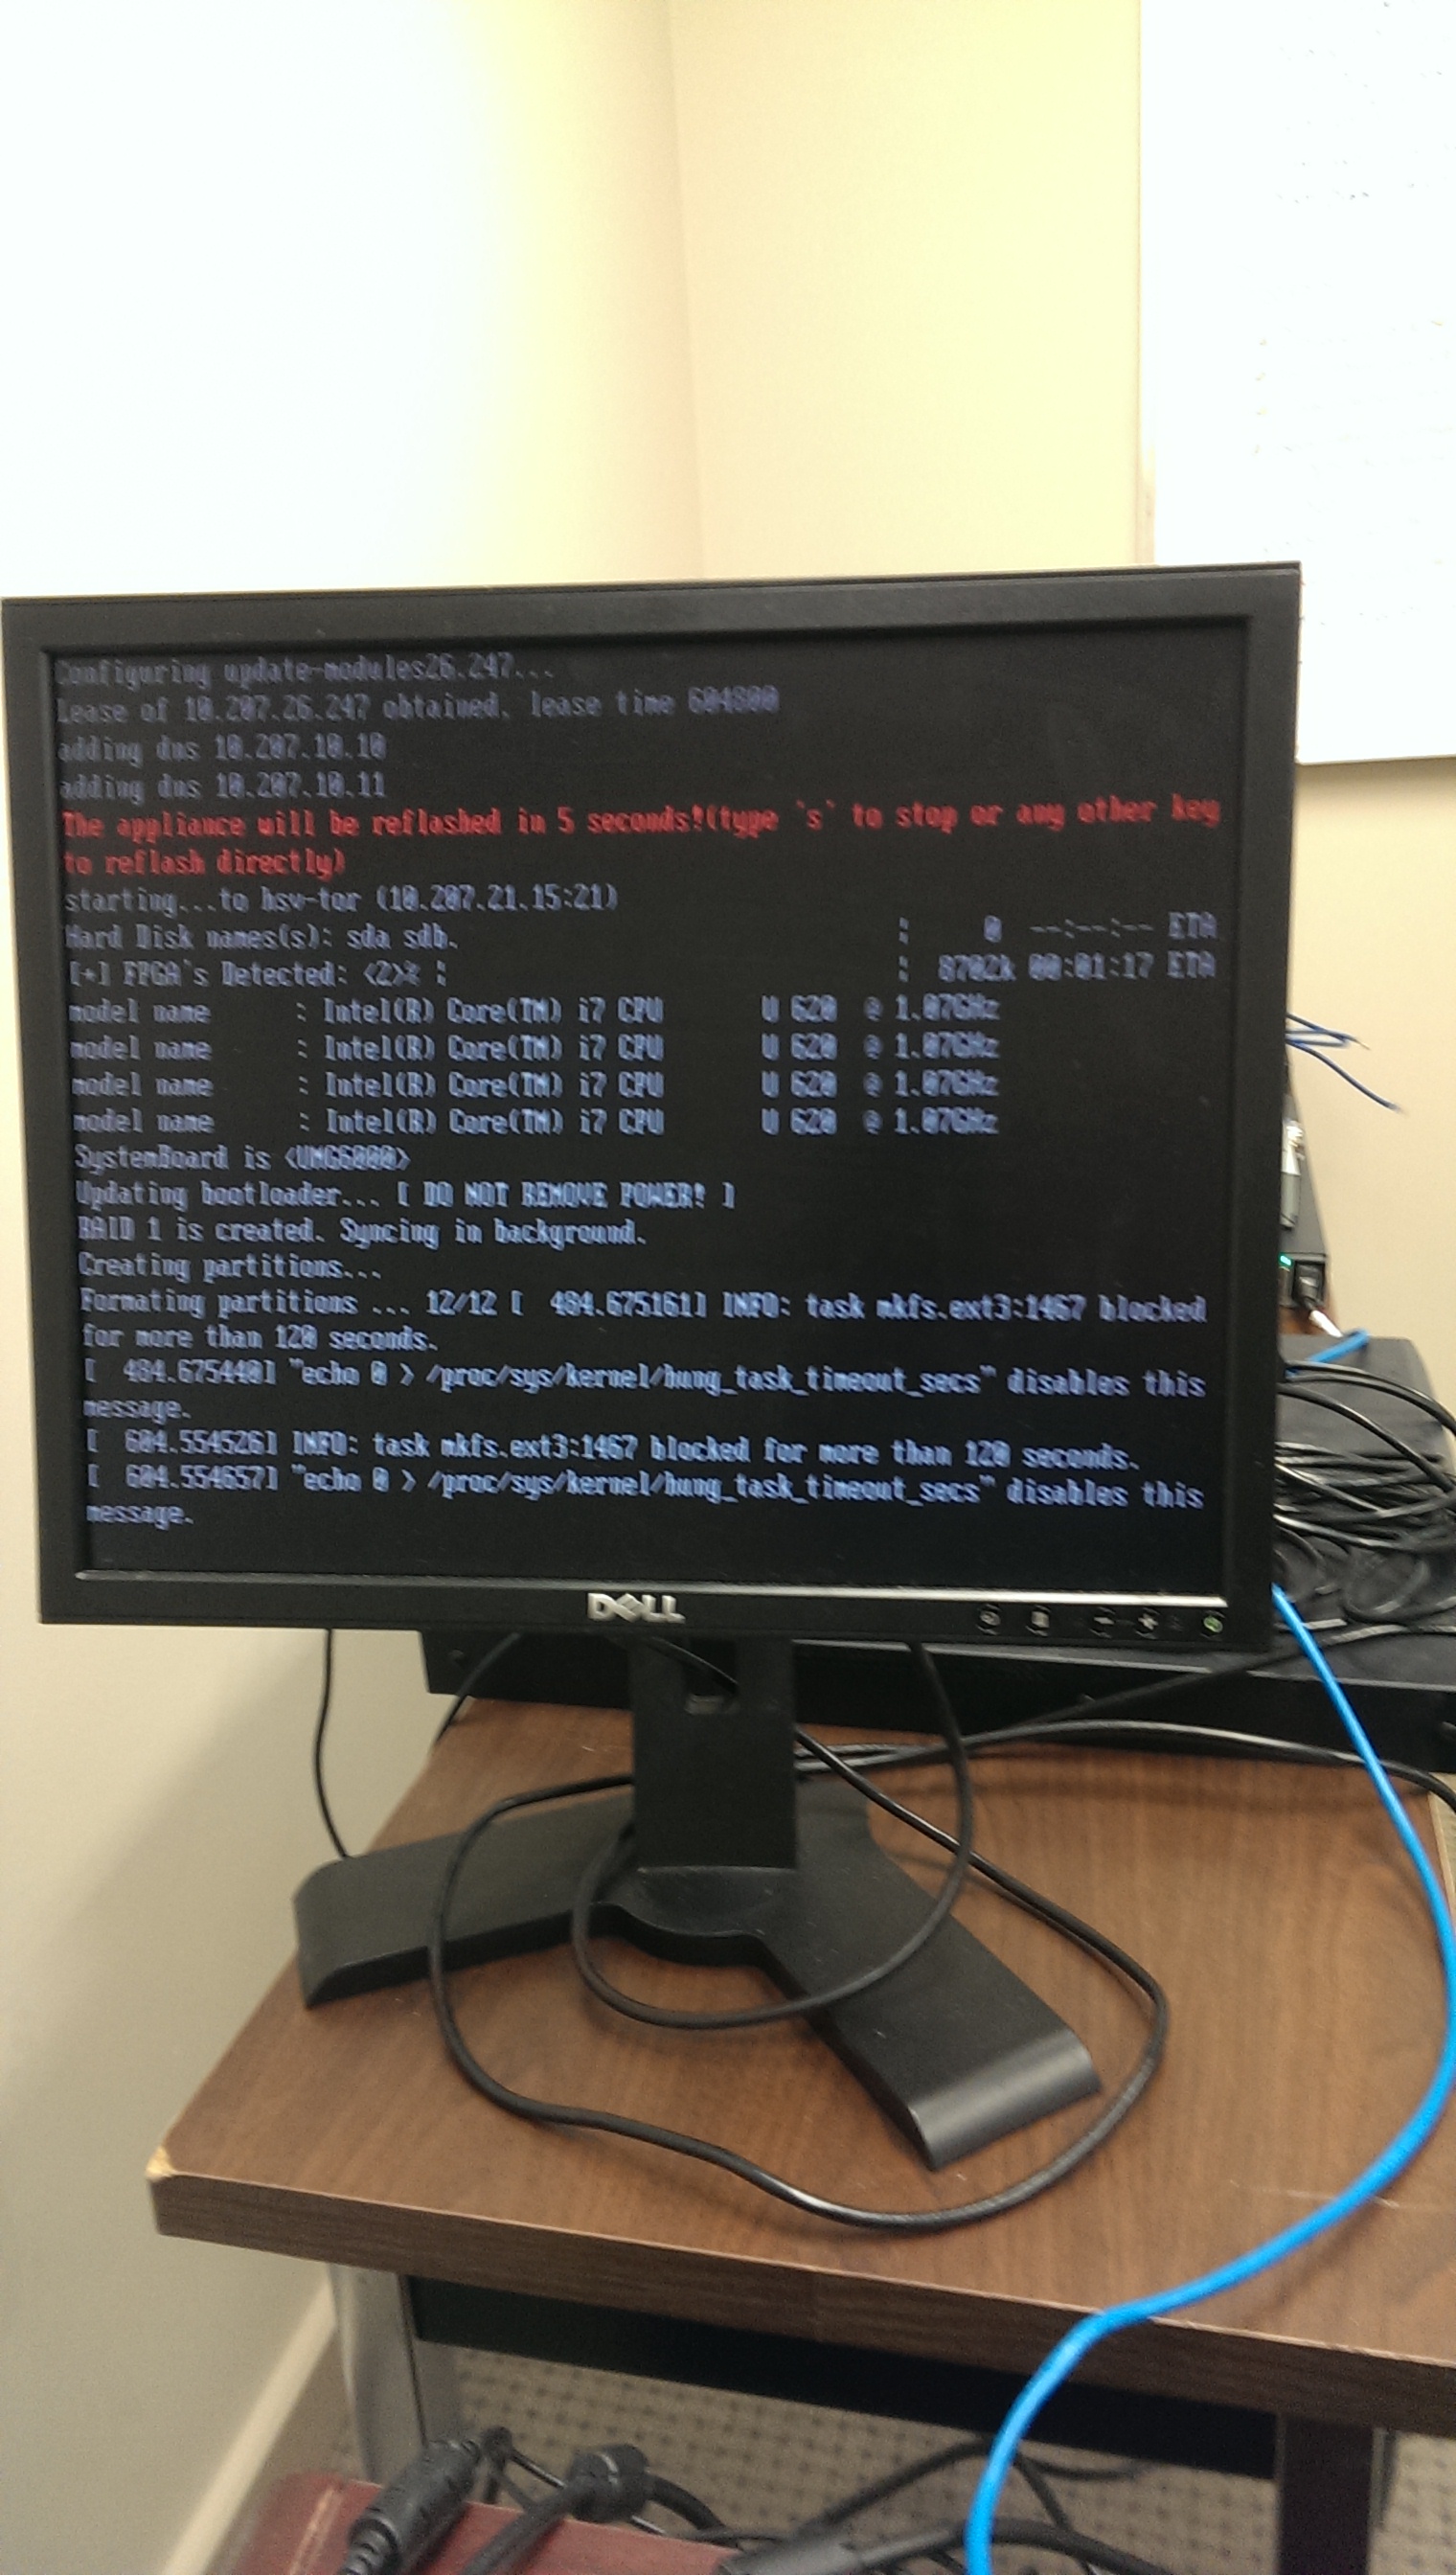 Configuring update-modules26.247...
Lease of 10.207.26.247 obtained, lease time 604800
adding dns 10.207.10.10
adding dns 10.207.10.11
The appliance will be reflashed in 5 seconds!(type `s` to stop or any other key
to reflash directly)
starting...to hsv-tor (10.207.21.15:21)
Hard Disk names(s): sda sdb. | 0 --:--:-- ETA
[+] FPGA's Detected: <2>% | | 8702k 00:01:17 ETA
model name : Intel(R) Core(TM) i7 CPU U 620 @ 1.07GHz
model name : Intel(R) Core(TM) i7 CPU U 620 @ 1.07GHz
model name : Intel(R) Core(TM) i7 CPU U 620 @ 1.07GHz
model name : Intel(R) Core(TM) i7 CPU U 620 @ 1.07GHz
SystemBoard is <UMG6000>
Updating bootloader... [ DO NOT REMOVE POWER! ]
RAID 1 is created. Syncing in background.
Creating partitions...
Formating partitions ... 12/12 [ 484.675161] INFO: task mkfs.ext3:1467 blocked
for more than 120 seconds.
[ 484.675440] "echo 0 > /proc/sys/kernel/hung_task_timeout_secs" disables this
message.
[ 604.554526] INFO: task mkfs.ext3:1467 blocked for more than 120 seconds.
[ 604.554657] "echo 0 > /proc/sys/kernel/hung_task_timeout_secs" disables this
message.
DELL